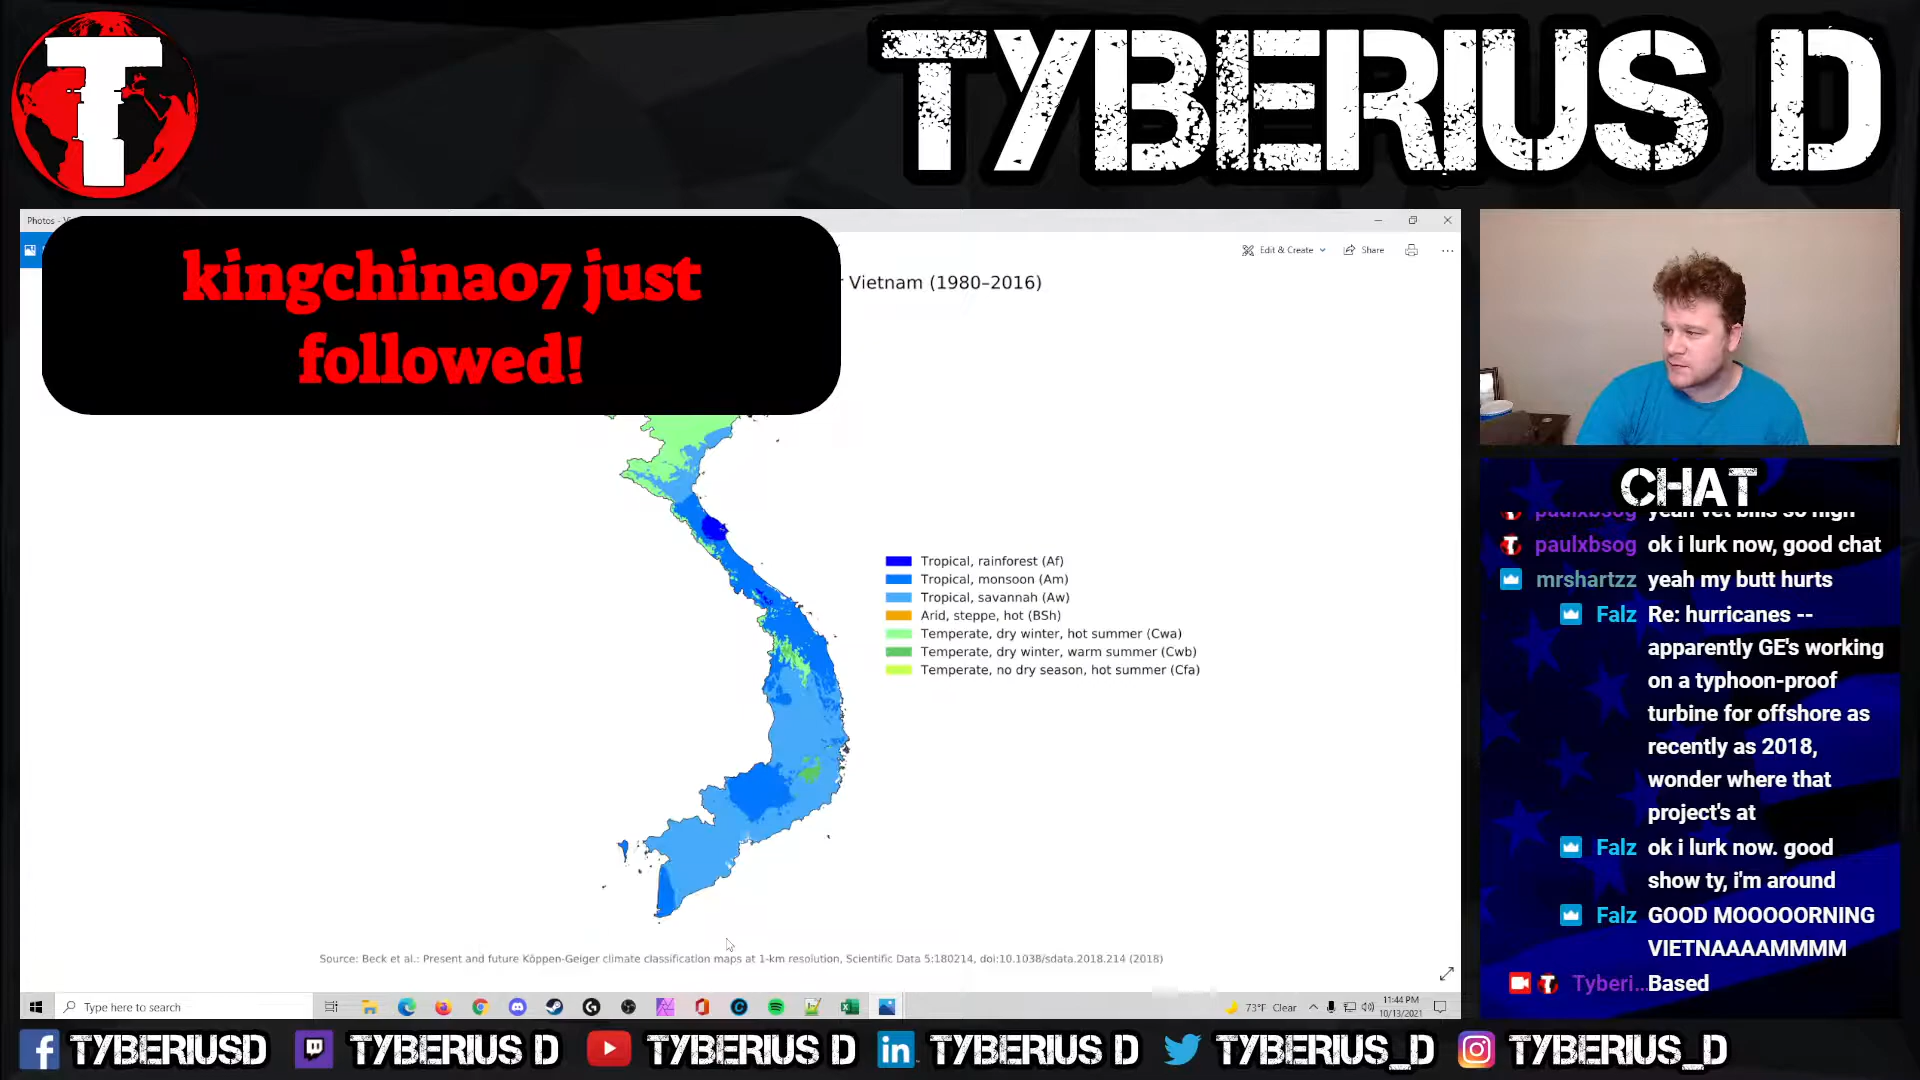 T
TYBERIUS D
Photos -
Edit & Create
Share
kingchina07 just
followed!
Vietnam (1980–2016)
Tropical, rainforest (Af)
Tropical, monsoon (Am)
Tropical, savannah (Aw)
Arid, steppe, hot (BSh)
Temperate, dry winter, hot summer (Cwa)
Temperate, dry winter, warm summer (Cwb)
Temperate, no dry season, hot summer (Cfa)
Source: Beck et al.: Present and future Köppen-Geiger climate classification maps at 1-km resolution, Scientific Data 5:180214, doi:10.1038/sdata.2018.214 (2018)
Type here to search
73°F Clear
11:44 PM
10/13/2021
CHAT
paulxbsog yeah vet bills so high
paulxbsog ok i lurk now, good chat
mrshartzz yeah my butt hurts
Falz Re: hurricanes --
apparently GE's working
on a typhoon-proof
turbine for offshore as
recently as 2018,
wonder where that
project's at
Falz ok i lurk now. good
show ty, i'm around
Falz GOOD MOOOOORNING
VIETNAAAAMMMM
Tyberi... Based
TYBERIUSD
TYBERIUS D
TYBERIUS D
TYBERIUS D
TYBERIUS_D
TYBERIUS_D